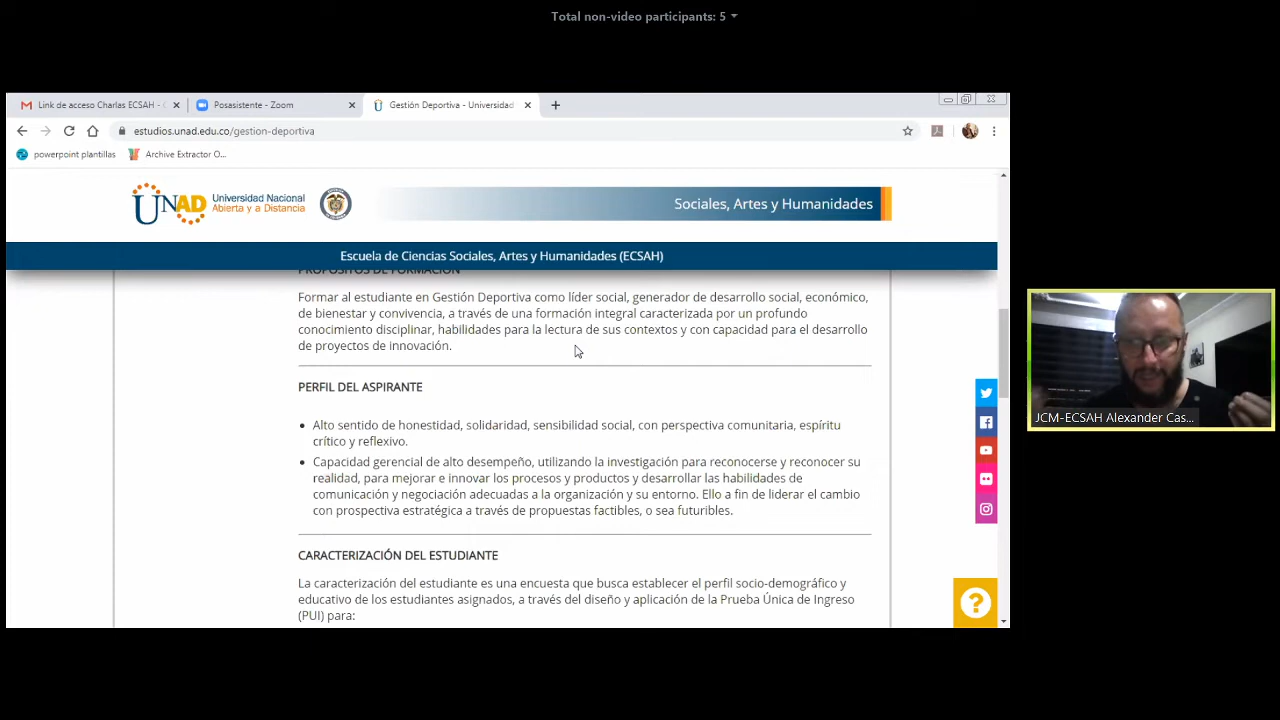 Total non-video participants: 5
Link de acceso Charlas ECSAH -
Posasistente - Zoom
Gestión Deportiva - Universidad
estudios.unad.edu.co/gestion-deportiva
powerpoint plantillas
Archive Extractor O...
UNAD
Universidad Nacional
Abierta y a Distancia
Sociales, Artes y Humanidades
Escuela de Ciencias Sociales, Artes y Humanidades (ECSAH)
PROPÓSITOS DE FORMACIÓN
Formar al estudiante en Gestión Deportiva como líder social, generador de desarrollo social, económico,
de bienestar y convivencia, a través de una formación integral caracterizada por un profundo
conocimiento disciplinar, habilidades para la lectura de sus contextos y con capacidad para el desarrollo
de proyectos de innovación.
PERFIL DEL ASPIRANTE
Alto sentido de honestidad, solidaridad, sensibilidad social, con perspectiva comunitaria, espíritu
crítico y reflexivo.
Capacidad gerencial de alto desempeño, utilizando la investigación para reconocerse y reconocer su
realidad, para mejorar e innovar los procesos y productos y desarrollar las habilidades de
comunicación y negociación adecuadas a la organización y su entorno. Ello a fin de liderar el cambio
con prospectiva estratégica a través de propuestas factibles, o sea futuribles.
CARACTERIZACIÓN DEL ESTUDIANTE
La caracterización del estudiante es una encuesta que busca establecer el perfil socio-demográfico y
educativo de los estudiantes asignados, a través del diseño y aplicación de la Prueba Única de Ingreso
(PUI) para:
JCM-ECSAH Alexander Cas...